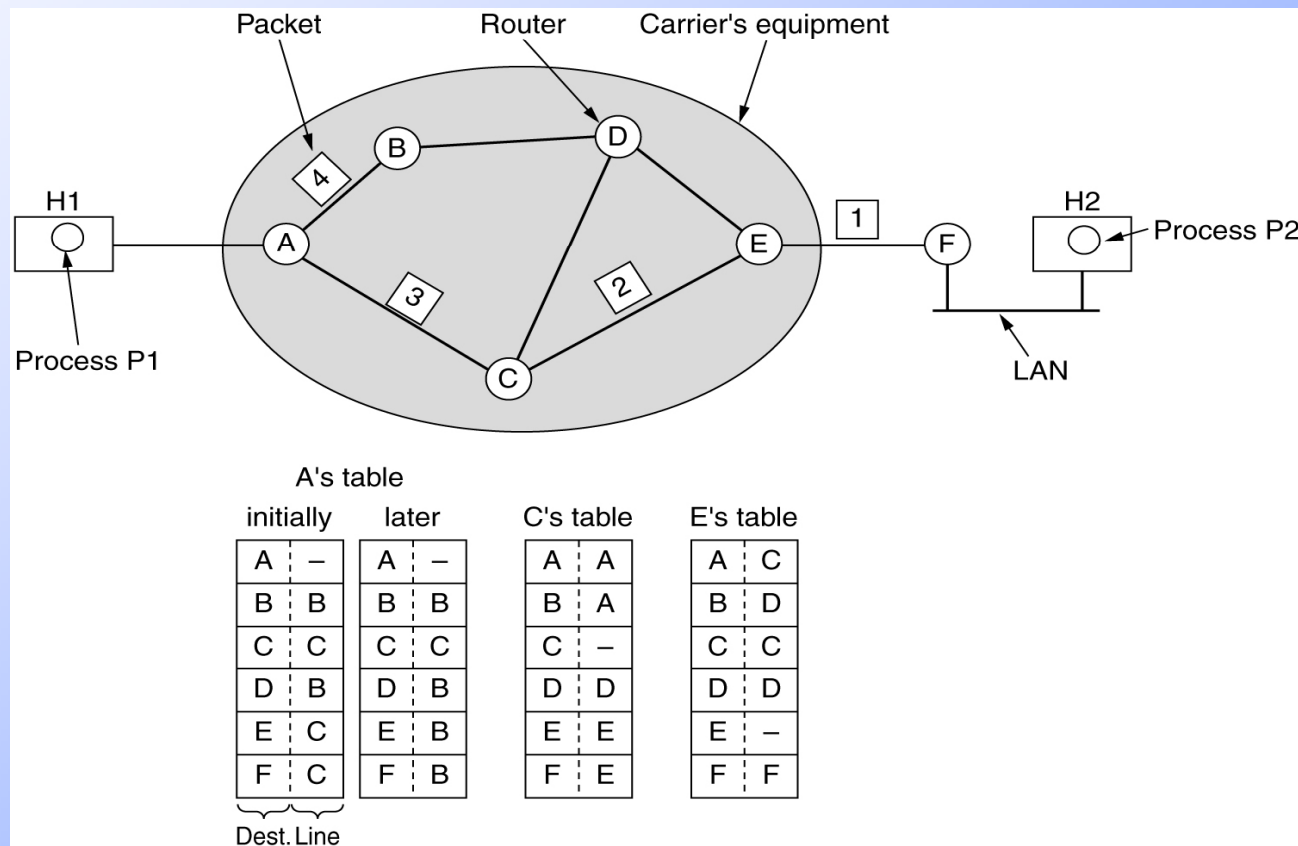 Packet Router Carrier's equipment
B D
4
H1 1 H2
A E F Process P2
3 2
Process P1 LAN
C
A's table
initially later C's table E's table
A – A – A A A C
B B B B B A B D
C C C C C – C C
D B D B D D D D
E C E B E E E –
F C F B F E F F
Dest. Line